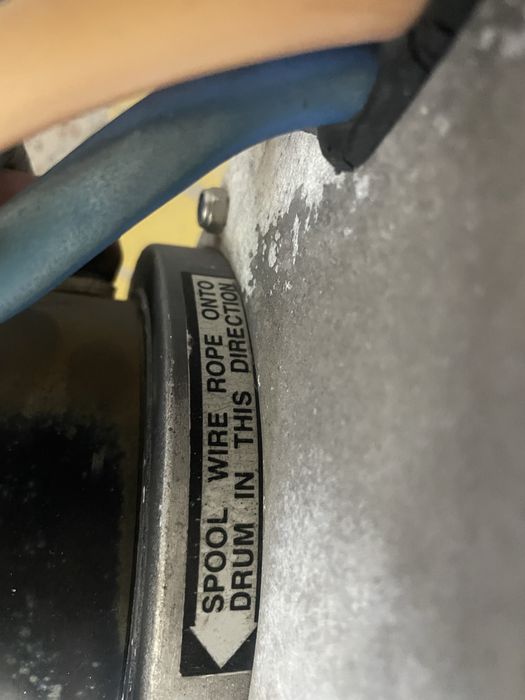 SPOOL WIRE ROPE ONTO
DRUM IN THIS DIRECTION